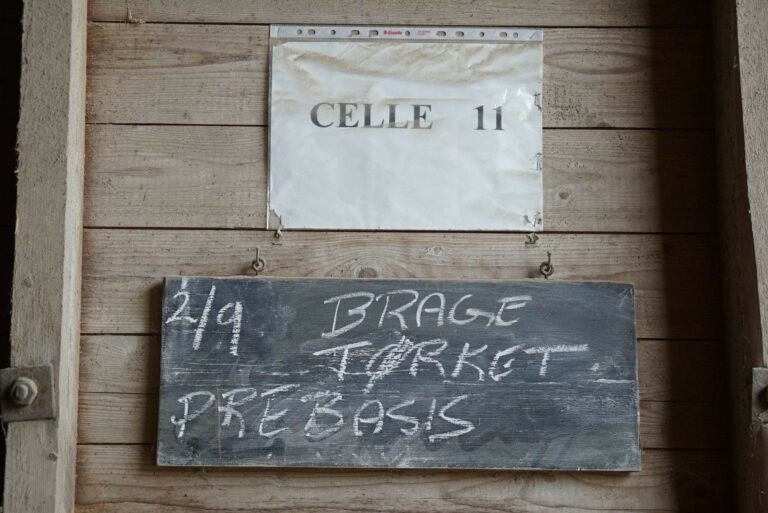 CELLE 11
2/9 BRAGE
TØRKET.
PREBASIS